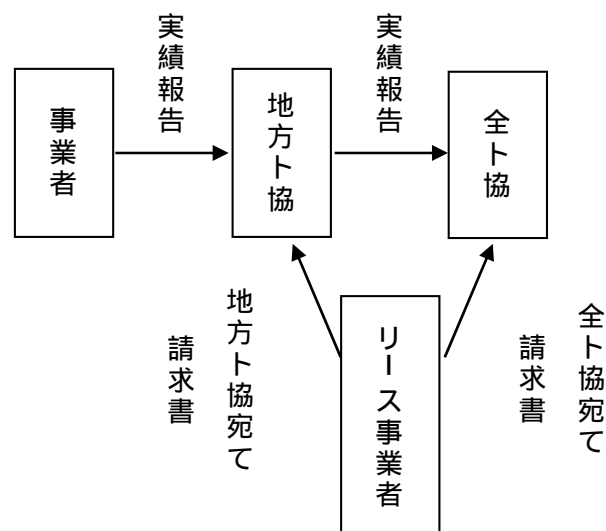 実績報告
実績報告
事業者
地方ト協
全ト協
地方ト協宛て
請求書
リース事業者
全ト協宛て
請求書